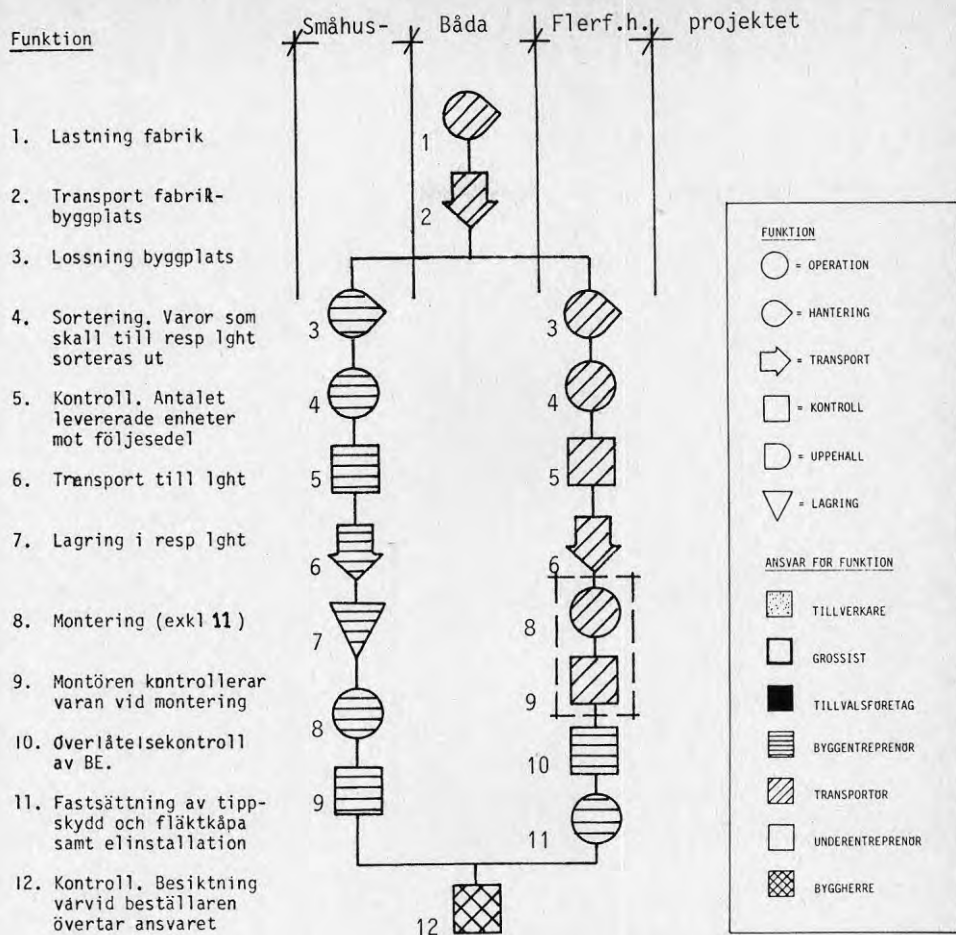 Funktion
Småhus- Båda Flerf.h. projektet
1. Lastning fabrik
2. Transport fabrik-
byggplats
3. Lossning byggplats
4. Sortering. Varor som
skall till resp lght
sorteras ut
5. Kontroll. Antalet
levererade enheter
mot följesedel
6. Transport till lght
7. Lagring i resp lght
8. Montering (exkl 11)
9. Montören kontrollerar
varan vid montering
10. Överlåtelsekontroll
av BE.
11. Fastsättning av tipp-
skydd och fläktkåpa
samt elinstallation
12. Kontroll. Besiktning
varvid beställaren
övertar ansvaret
1
2
3
4
5
6
7
8
9
3
4
5
6
8
9
10
11
12
FUNKTION
= OPERATION
= HANTERING
= TRANSPORT
= KONTROLL
= UPPEHALL
= LAGRING
ANSVAR FÖR FUNKTION
TILLVERKARE
GROSSIST
TILLVALSFÖRETAG
BYGGENTREPRENÖR
TRANSPORTÖR
UNDERENTREPRENÖR
BYGGHERRE